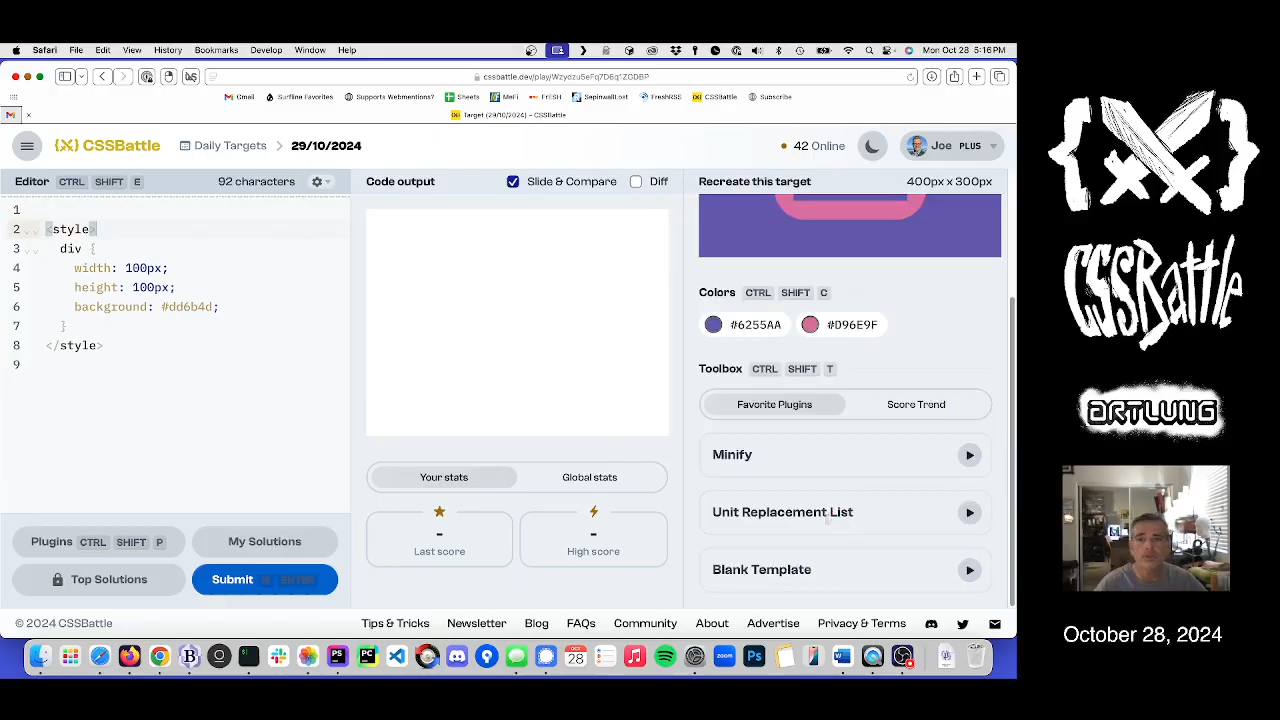 Safari File Edit View History Bookmarks Develop Window Help Mon Oct 28 5:16 PM
cssbattle.dev/play/WzydzuSeFq7D6q1ZGDBP
Gmail Surfline Favorites Supports Webmentions? Sheets MeFi FrESH SepinwallLost FreshRSS CSSBattle Subscribe
Target (29/10/2024) – CSSBattle
CSSBattle Daily Targets 29/10/2024 42 Online Joe PLUS
Editor CTRL SHIFT E 92 characters Code output Slide & Compare Diff Recreate this target 400px x 300px
1
2 <style>
3 div {
4 width: 100px;
5 height: 100px;
6 background: #dd6b4d;
7 }
8 </style>
9
Colors CTRL SHIFT C
#6255AA #D96E9F
Toolbox CTRL SHIFT T
Favorite Plugins Score Trend
Minify
Unit Replacement List
Blank Template
Your stats Global stats
- -
Last score High score
Plugins CTRL SHIFT P My Solutions
Top Solutions Submit ENTER
© 2024 CSSBattle Tips & Tricks Newsletter Blog FAQs Community About Advertise Privacy & Terms
OCT
28
zoom
CSSBattle
ARTLUNG
October 28, 2024